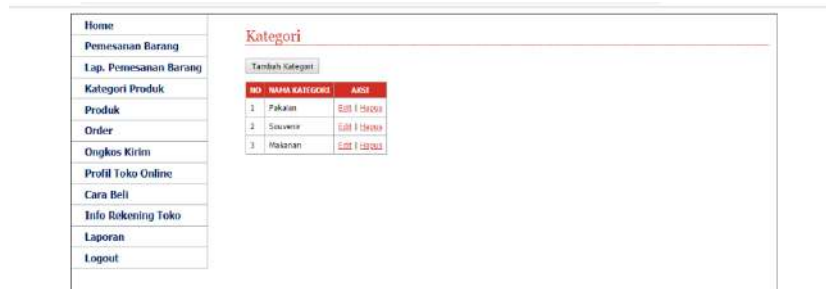 Home
Pemesanan Barang
Lap. Pemesanan Barang
Kategori Produk
Produk
Order
Ongkos Kirim
Profil Toko Online
Cara Beli
Info Rekening Toko
Laporan
Logout
Kategori
Tambah Kategori
NO NAMA KATEGORI AKSI
1 Pakaian Edit | Hapus
2 Souvenir Edit | Hapus
3 Makanan Edit | Hapus